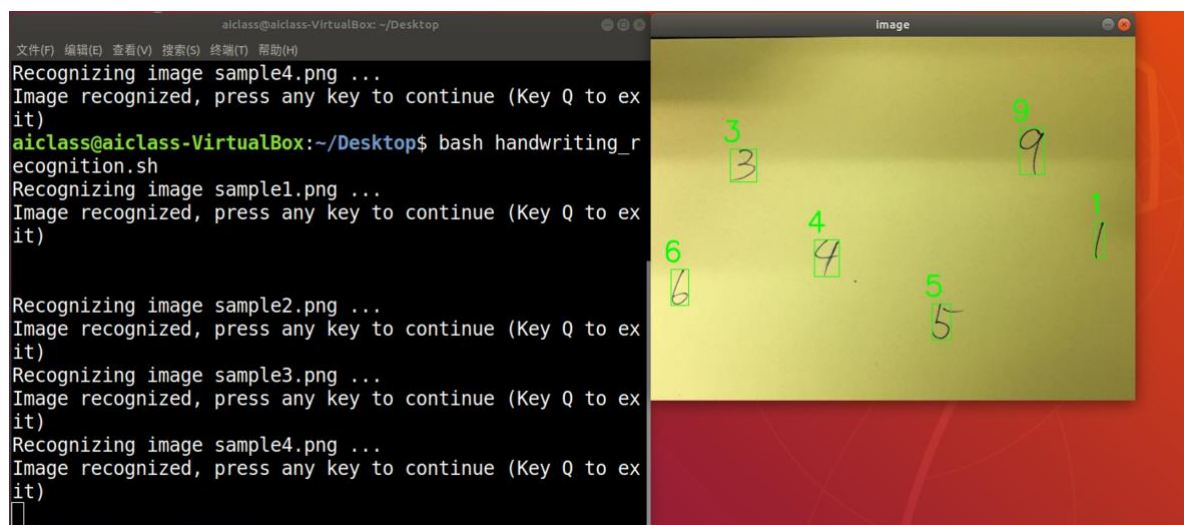 aiclass@aiclass-VirtualBox: ~/Desktop
文件(F) 编辑(E) 查看(V) 搜索(S) 终端(T) 帮助(H)
Recognizing image sample4.png ...
Image recognized, press any key to continue (Key Q to ex
it)
aiclass@aiclass-VirtualBox:~/Desktop$ bash handwriting_r
ecognition.sh
Recognizing image sample1.png ...
Image recognized, press any key to continue (Key Q to ex
it)
Recognizing image sample2.png ...
Image recognized, press any key to continue (Key Q to ex
it)
Recognizing image sample3.png ...
Image recognized, press any key to continue (Key Q to ex
it)
Recognizing image sample4.png ...
Image recognized, press any key to continue (Key Q to ex
it)
image
3 9
3 9
4 1
6 4 1
6 5
5